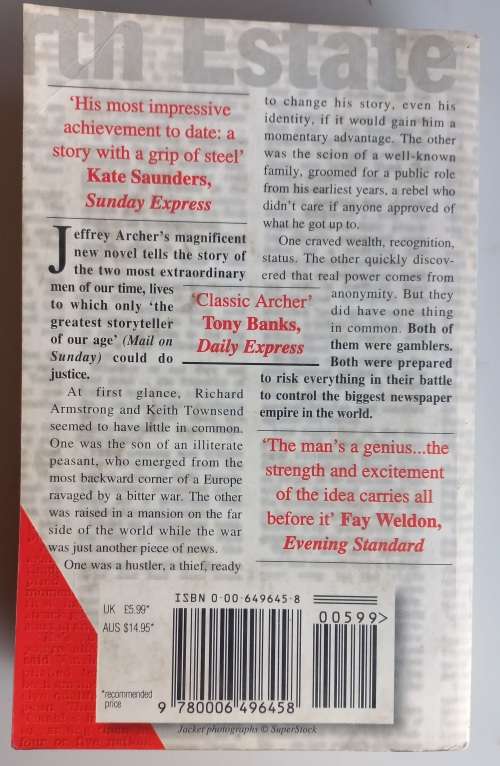 rth Estate
'His most impressive
achievement to date: a
story with a grip of steel'
Kate Saunders,
Sunday Express
Jeffrey Archer's magnificent
new novel tells the story of
the two most extraordinary
men of our time, lives
to which only 'the
greatest storyteller
of our age' (Mail on
Sunday) could do
justice.
At first glance, Richard
Armstrong and Keith Townsend
seemed to have little in common.
One was the son of an illiterate
peasant, who emerged from the
most backward corner of a Europe
ravaged by a bitter war. The other
was raised in a mansion on the far
side of the world while the war
was just another piece of news.
One was a hustler, a thief, ready
to change his story, even his
identity, if it would gain him a
momentary advantage. The other
was the scion of a well-known
family, groomed for a public role
from his earliest years, a rebel who
didn't care if anyone approved of
what he got up to.
One craved wealth, recognition,
status. The other quickly discov-
ered that real power comes from
anonymity. But they
did have one thing
in common. Both of
them were gamblers.
Both were prepared
to risk everything in their battle
to control the biggest newspaper
empire in the world.
'Classic Archer'
Tony Banks,
Daily Express
'The man's a genius...the
strength and excitement
of the idea carries all
before it' Fay Weldon,
Evening Standard
ISBN 0-00-649645-8
UK £5.99*
AUS $14.95*
*recommended
price
00599>
9 780006 496458
Jacket photographs © SuperStock
four or five nation